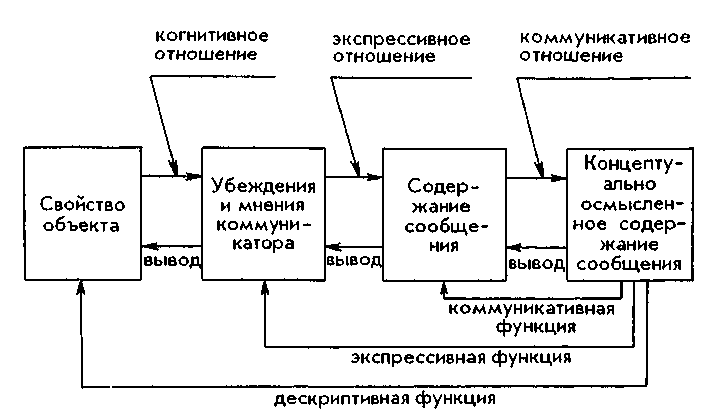 когнитивное
отношение
экспрессивное
отношение
коммуникативное
отношение
Свойство
объекта
Убеждения
и мнения
коммуни-
катора
Содер-
жание
сообще-
ния
Концепту-
ально
осмыслен-
ное содер-
жание
сообщения
вывод
вывод
вывод
коммуникативная
функция
экспрессивная функция
дескриптивная функция